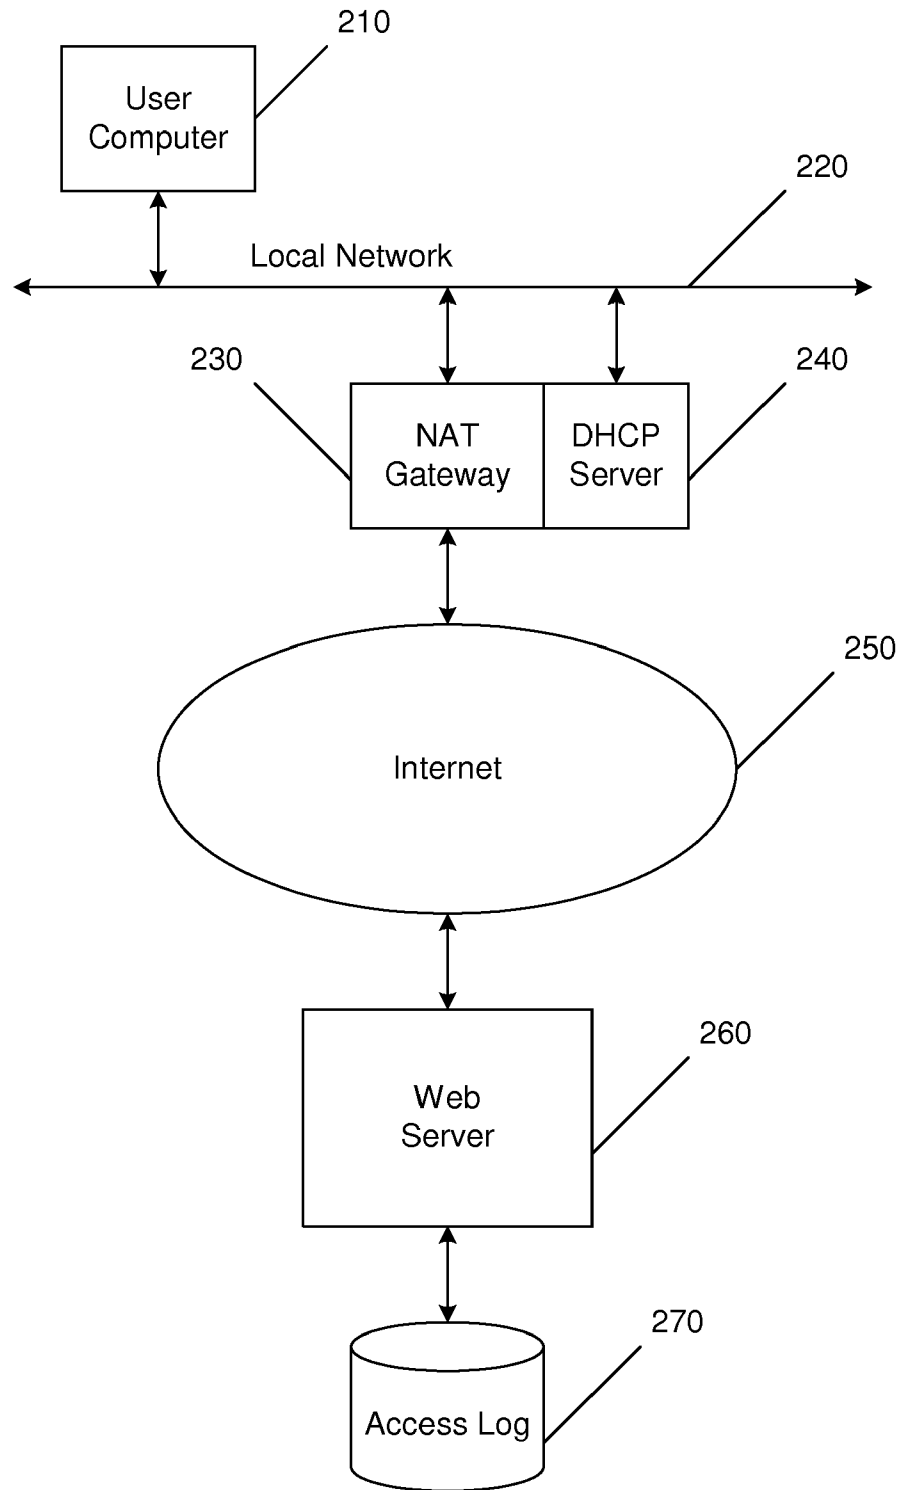 210
User
Computer
220
Local Network
230
240
NAT
Gateway
DHCP
Server
250
Internet
260
Web
Server
270
Access Log